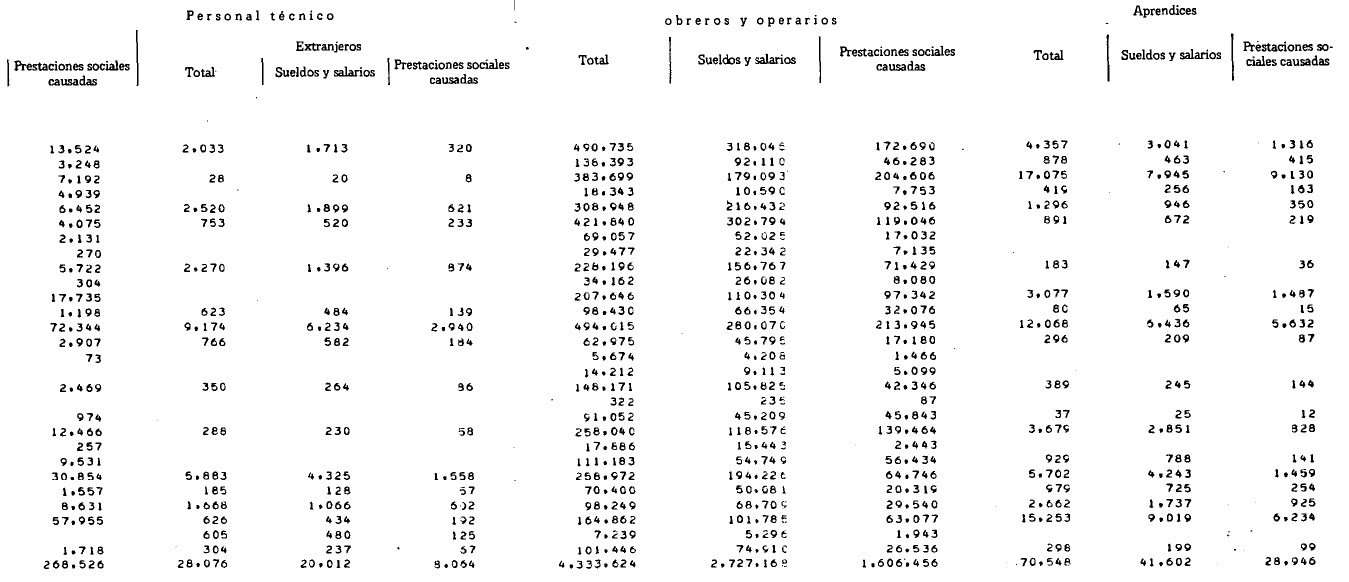 Personal técnico
obreros y operarios
Aprendices
Prestaciones sociales causadas
Extranjeros
Total
Sueldos y salarios
Prestaciones sociales causadas
Total
Sueldos y salarios
Prestaciones sociales causadas
Total
Sueldos y salarios
Prestaciones so-
ciales causadas
13.524 2.033 1.713 320 490.735 318.045 172.690 4.357 3.041 1.316
3.248 138.393 92.110 46.283 878 463 415
7.192 28 20 8 383.699 179.093 204.606 17.075 7.945 9.130
4.939 18.343 10.590 7.753 419 256 163
6.452 2.520 1.899 621 308.948 216.432 92.516 1.296 946 350
4.075 753 520 233 421.840 302.794 119.046 891 672 219
2.131 69.057 52.025 17.032
270 29.477 22.342 7.135
5.722 2.270 1.396 874 228.196 156.767 71.429 183 147 36
304 34.162 26.082 8.080
17.735 207.646 110.304 97.342 3.077 1.590 1.487
1.198 623 484 139 98.430 66.354 32.076 80 65 15
72.344 9.174 6.234 2.940 494.015 280.070 213.945 12.068 6.436 5.632
2.907 766 582 184 62.975 45.795 17.180 296 209 87
73 5.674 4.208 1.466
14.212 9.113 5.099
2.469 350 264 86 148.171 105.825 42.346 389 245 144
322 235 87
974 91.052 45.209 45.843 37 25 12
12.466 288 230 58 258.040 118.576 139.464 3.679 2.851 828
257 17.886 15.443 2.443
9.531 111.183 54.749 56.434 929 788 141
30.854 5.883 4.325 1.558 258.972 194.226 64.746 5.702 4.243 1.459
1.557 185 128 57 70.400 50.081 20.319 979 725 254
8.631 1.668 1.066 602 98.249 68.709 29.540 2.662 1.737 925
57.955 626 434 192 164.862 101.785 63.077 15.253 9.019 6.234
605 480 125 7.239 5.296 1.943
1.718 304 237 67 101.446 74.910 26.536 298 199 99
268.526 28.076 20.012 8.064 4.333.624 2.727.168 1.606.456 70.548 41.602 28.946